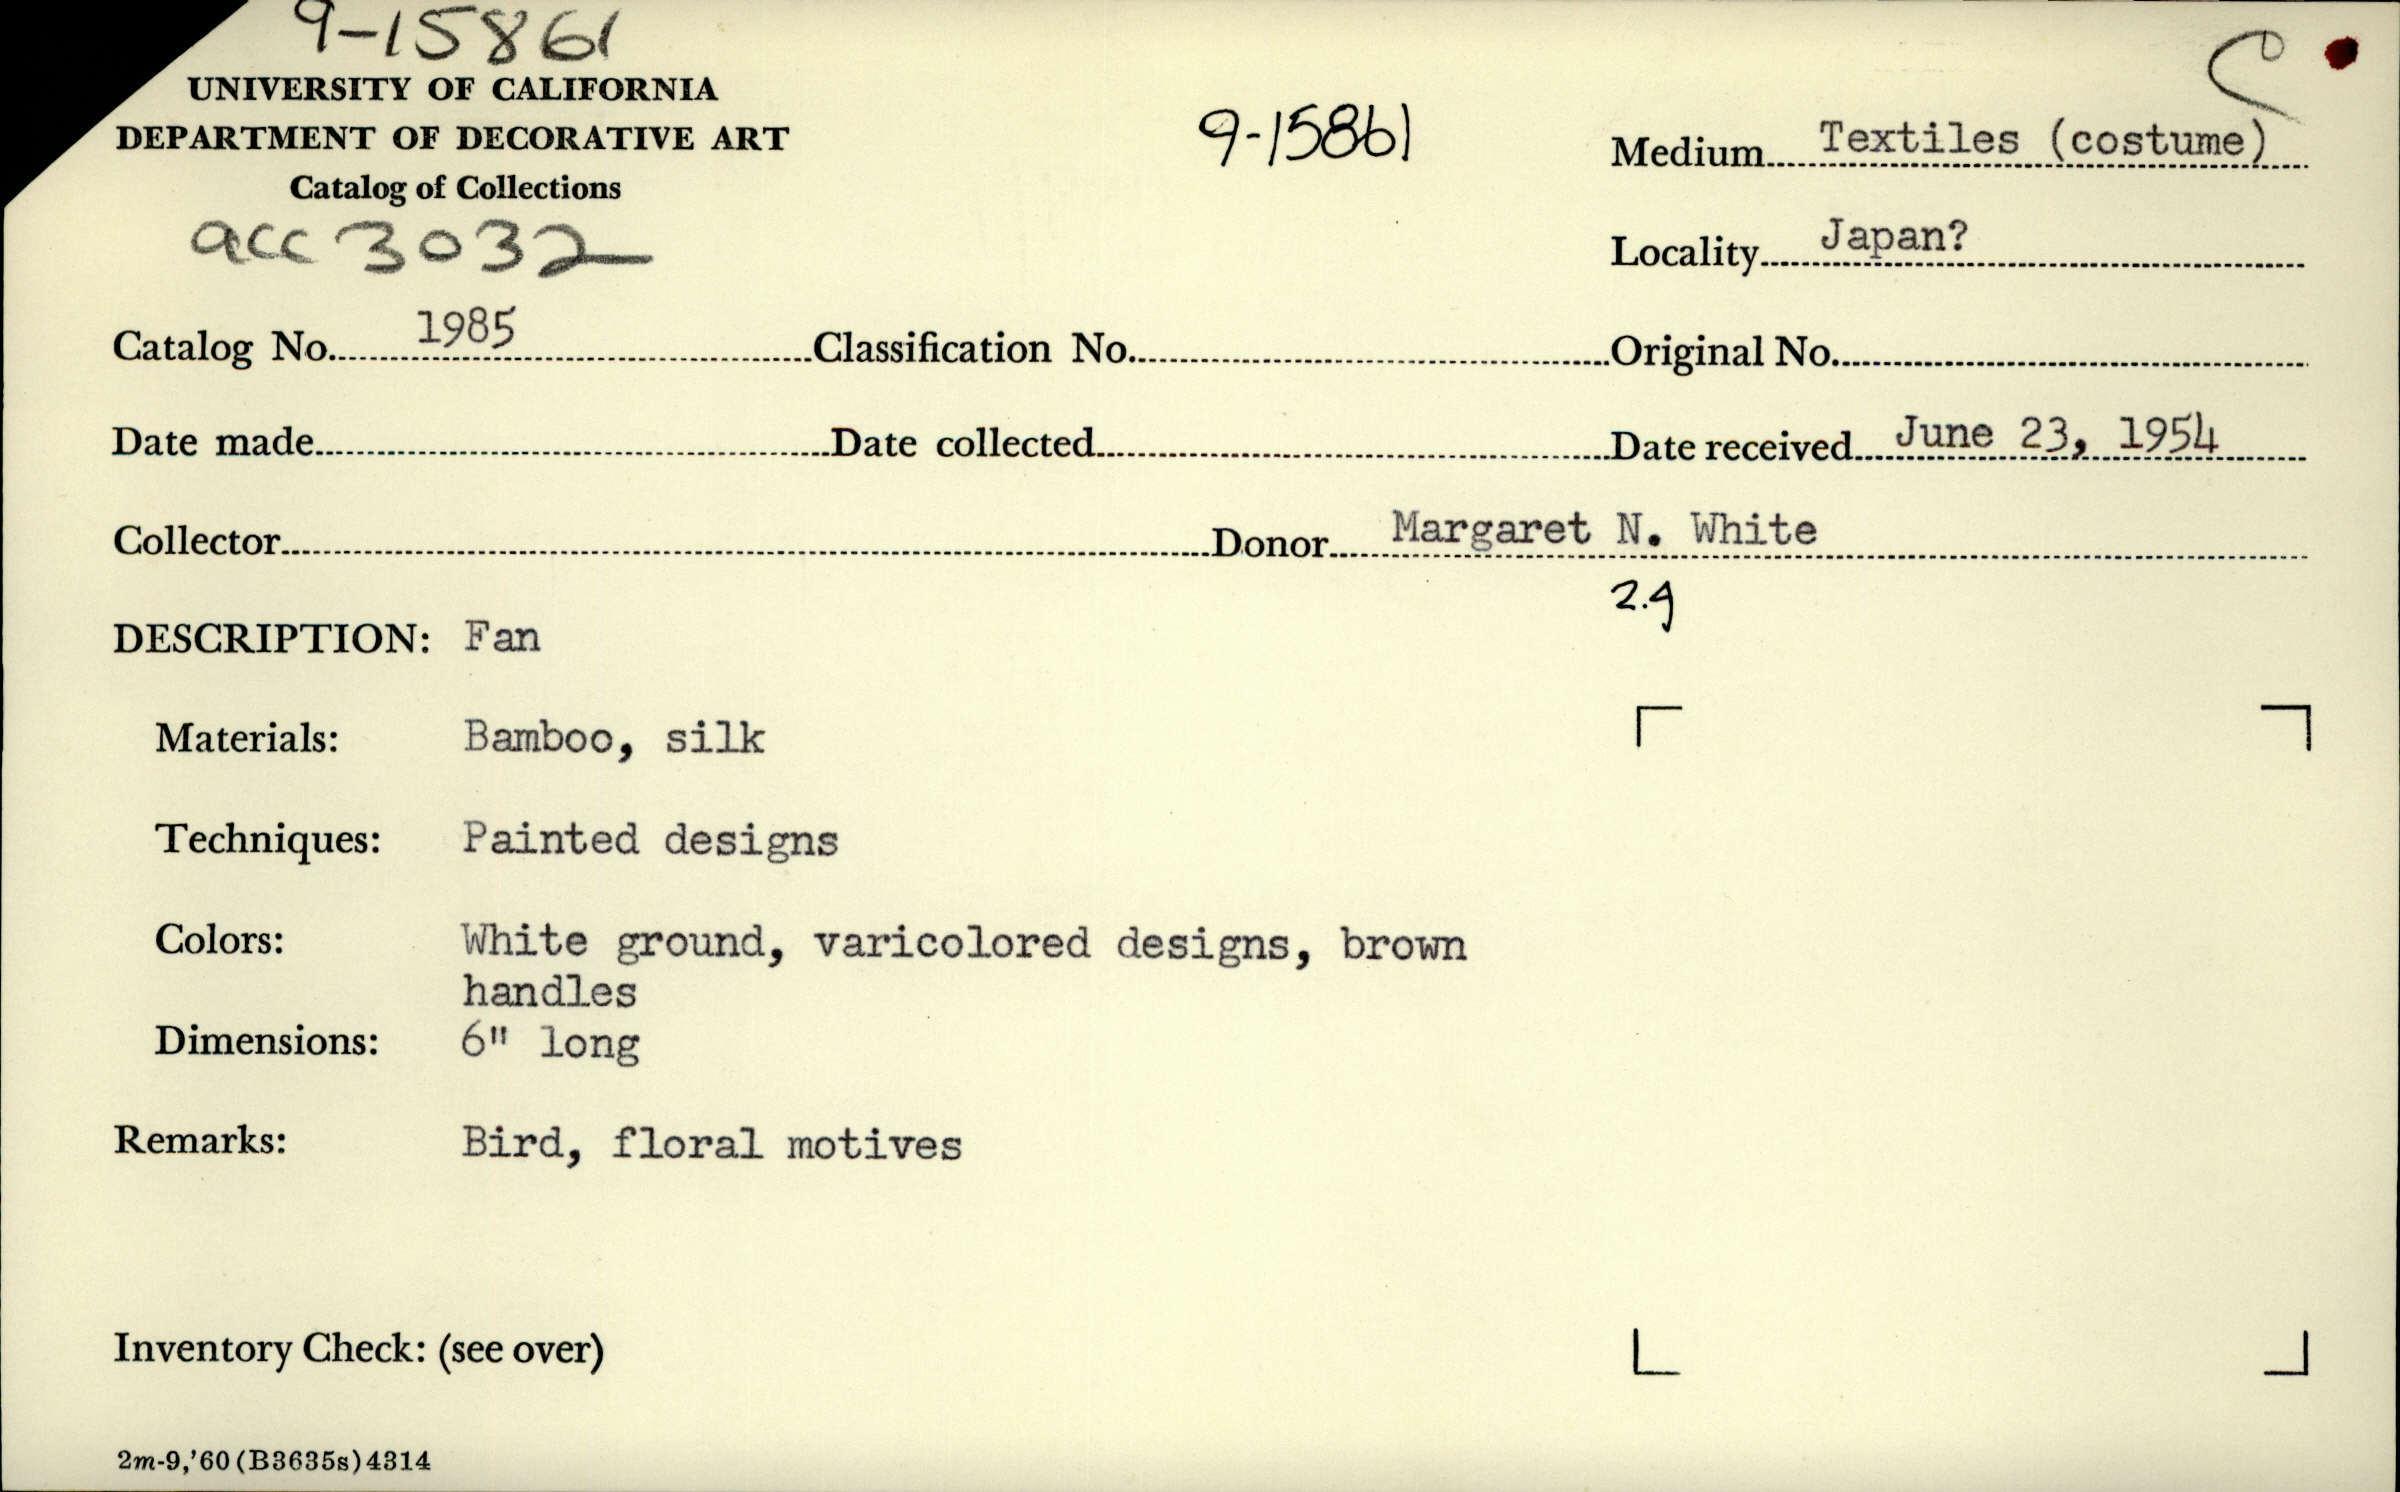 9-15861
UNIVERSITY OF CALIFORNIA
DEPARTMENT OF DECORATIVE ART
Catalog of Collections
acc 3032
9-15861
C
Medium Textiles (costume)
Locality Japan?
Catalog No. 1985 Classification No. Original No.
Date made Date collected Date received June 23, 1954
Collector Donor Margaret N. White
2.9
DESCRIPTION: Fan
Materials: Bamboo, silk
Techniques: Painted designs
Colors: White ground, varicolored designs, brown
handles
Dimensions: 6" long
Remarks: Bird, floral motives
Inventory Check: (see over)
2m-9,'60(B3635s)4314